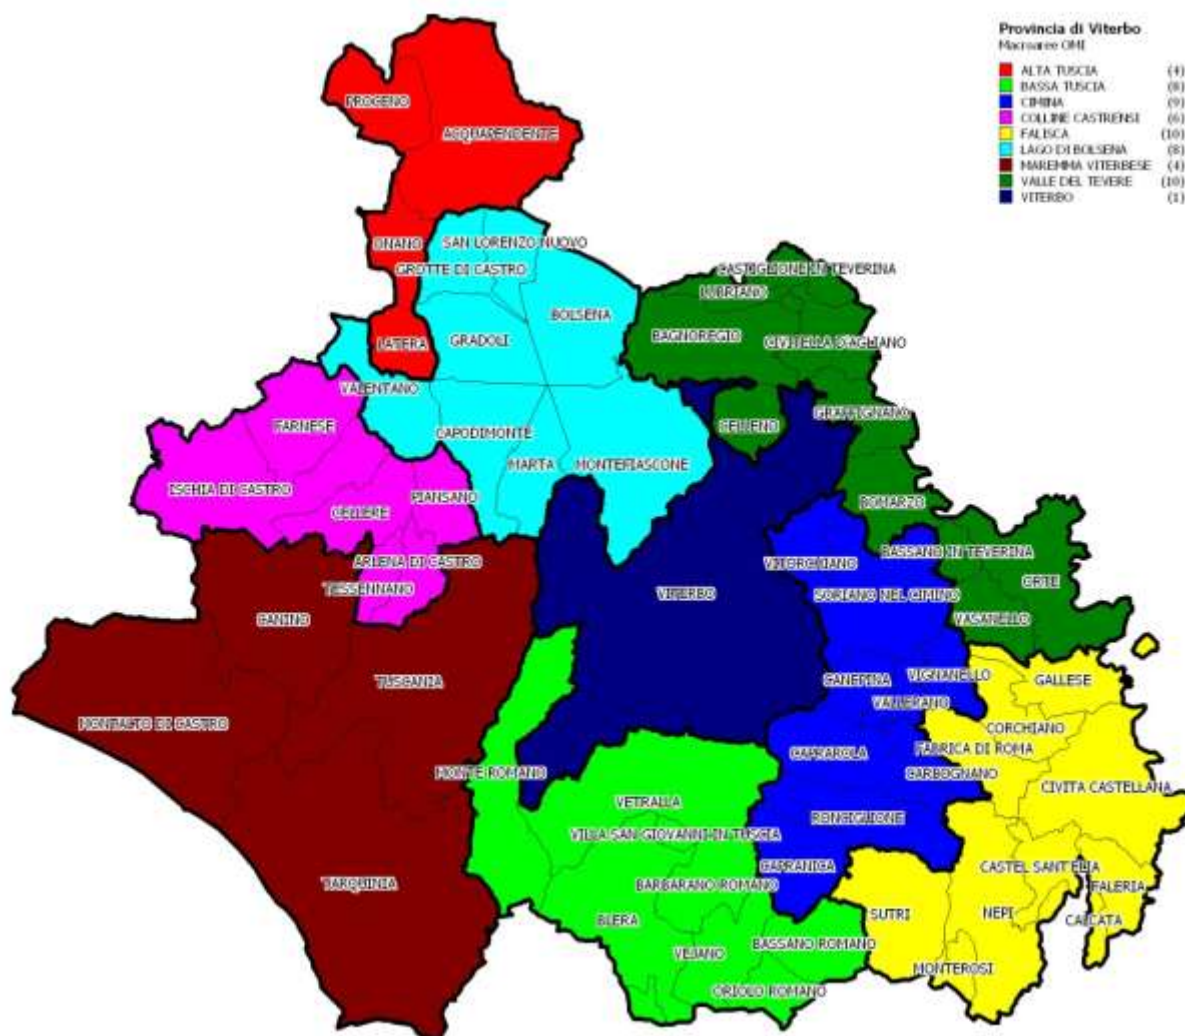 Provincia di Viterbo
Macroaree OMI
ALTA TUSCIA (4)
BASSA TUSCIA (8)
CIMINA (9)
COLLINE CASTRENSI (6)
FALISCA (10)
LAGO DI BOLSENA (8)
MAREMMA VITERBESE (4)
VALLE DEL TEVERE (10)
VITERBO (1)
PROCENO
ACQUAPENDENTE
ONANO
SAN LORENZO NUOVO
GROTTE DI CASTRO
CASTIGLIONE IN TEVERINA
LUBRIANO
BOLSENA
BAGNOREGIO
GRADOLI
LATERA
CIVITELLA D'AGLIANO
VALENTANO
GRAFFIGNANO
FARNESE
CELLENO
CAPODIMONTE
MARTA
MONTEFIASCONE
ISCHIA DI CASTRO
PIANSANO
CELLERE
BOMARZO
ARLENA DI CASTRO
BASSANO IN TEVERINA
VITORCHIANO
TESSENNANO
ORTE
VITERBO
SORIANO NEL CIMINO
CANINO
VASANELLO
VIGNANELLO
TUSCANIA
CANEPINA
GALLESE
VALLERANO
MONTALTO DI CASTRO
CORCHIANO
CAPRAROLA
FABRICA DI ROMA
MONTE ROMANO
CARBOGNANO
CIVITA CASTELLANA
VETRALLA
RONCIGLIONE
VILLA SAN GIOVANNI IN TUSCIA
CAPRANICA
CASTEL SANT'ELIA
TARQUINIA
BARBARANO ROMANO
FALERIA
SUTRI
NEPI
BLERA
CALCATA
BASSANO ROMANO
VEJANO
MONTEROSI
ORIOLO ROMANO